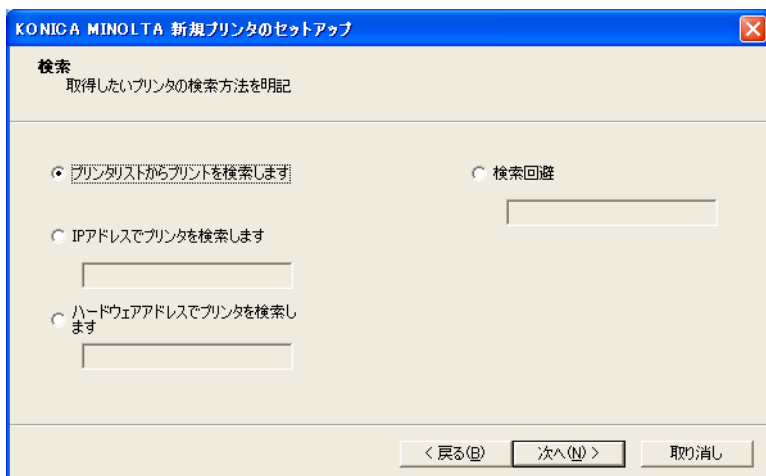 KONICA MINOLTA 新規プリンタのセットアップ
検索
取得したいプリンタの検索方法を明記
プリンタリストからプリントを検索します
検索回避
IPアドレスでプリンタを検索します
ハードウェアアドレスでプリンタを検索し
ます
< 戻る(B)
次へ(N) >
取り消し